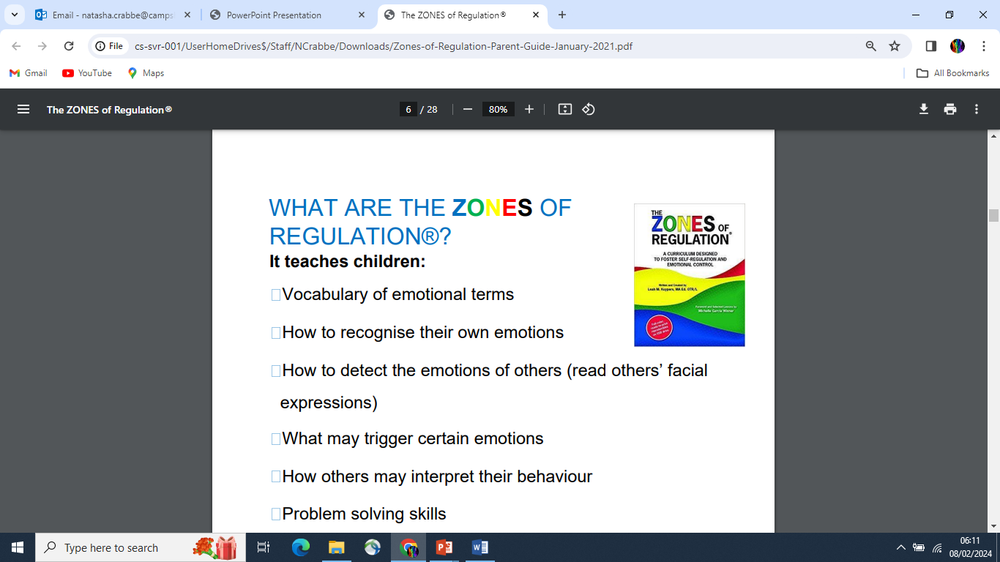 Email - natasha.crabbe@camps
PowerPoint Presentation
The ZONES of Regulation®
File
cs-svr-001/UserHomeDrives$/Staff/NCrabbe/Downloads/Zones-of-Regulation-Parent-Guide-January-2021.pdf
Gmail
YouTube
Maps
All Bookmarks
The ZONES of Regulation®
6 / 28
80%
WHAT ARE THE ZONES OF
REGULATION®?
It teaches children:
Vocabulary of emotional terms
How to recognise their own emotions
How to detect the emotions of others (read others’ facial
expressions)
What may trigger certain emotions
How others may interpret their behaviour
Problem solving skills
THE
ZONES OF
REGULATION®
A CURRICULUM DESIGNED
TO FOSTER SELF-REGULATION AND
EMOTIONAL CONTROL
Written and Created by
Leah M. Kuypers, MA Ed. OTR/L
Foreword and Selected Lessons by
Michelle Garcia Winner
Type here to search
06:11
08/02/2024